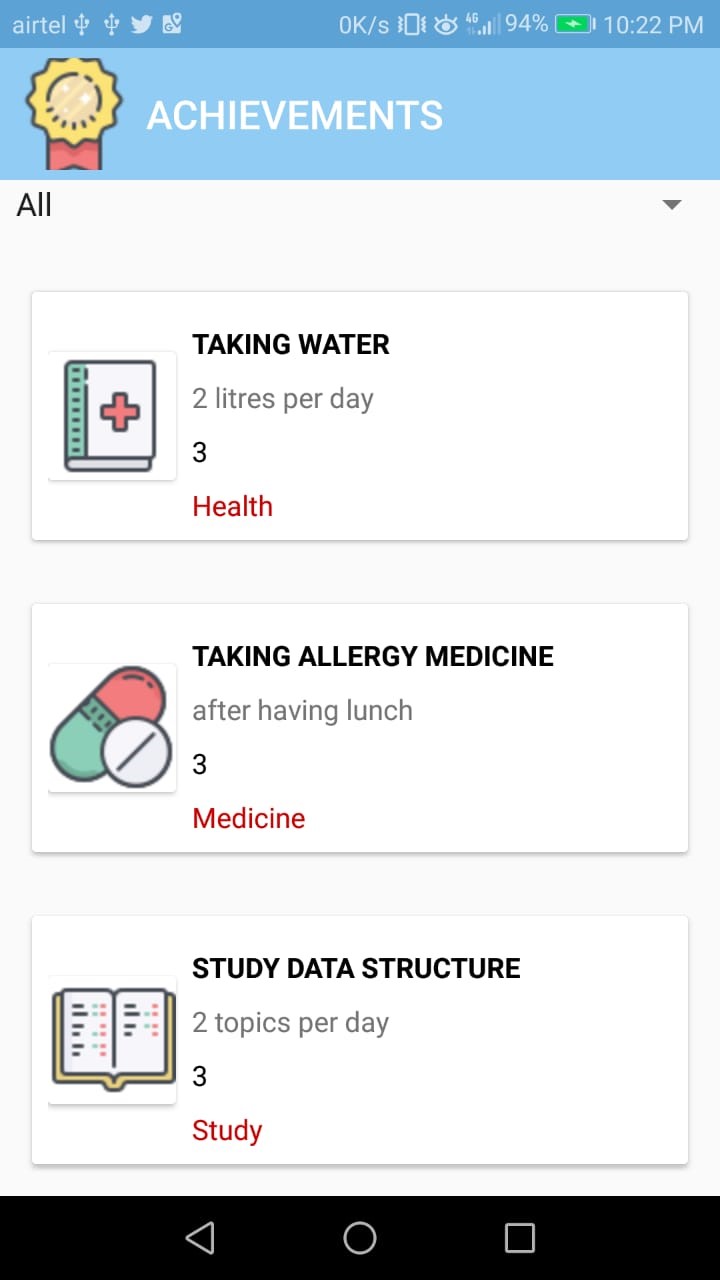 airtel 0K/s 4G 94% 10:22 PM
ACHIEVEMENTS
All
TAKING WATER
2 litres per day
3
Health
TAKING ALLERGY MEDICINE
after having lunch
3
Medicine
STUDY DATA STRUCTURE
2 topics per day
3
Study